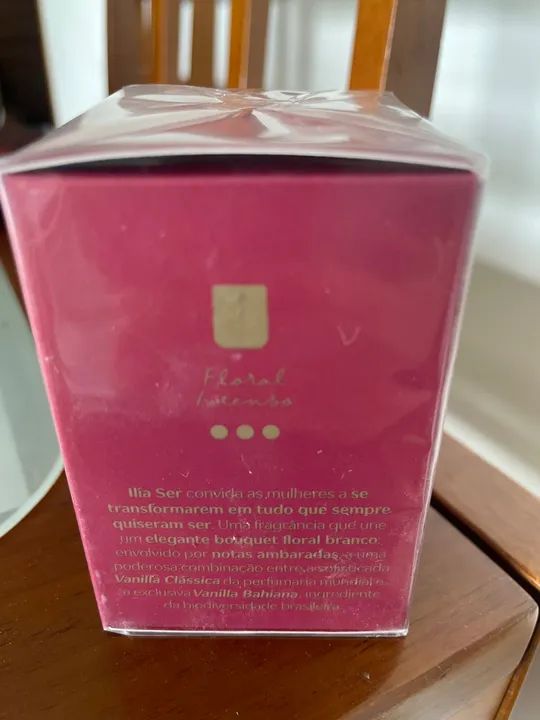 Floral
Intenso
Ilía Ser convida as mulheres a se
transformarem em tudo que sempre
quiseram ser. Uma fragrância que une
um elegante bouquet floral branco,
envolvido por notas ambaradas, a uma
poderosa combinação entre a sofisticada
Vanilla Clássica da perfumaria mundial e
a exclusiva Vanilla Bahiana, ingrediente
da biodiversidade brasileira.